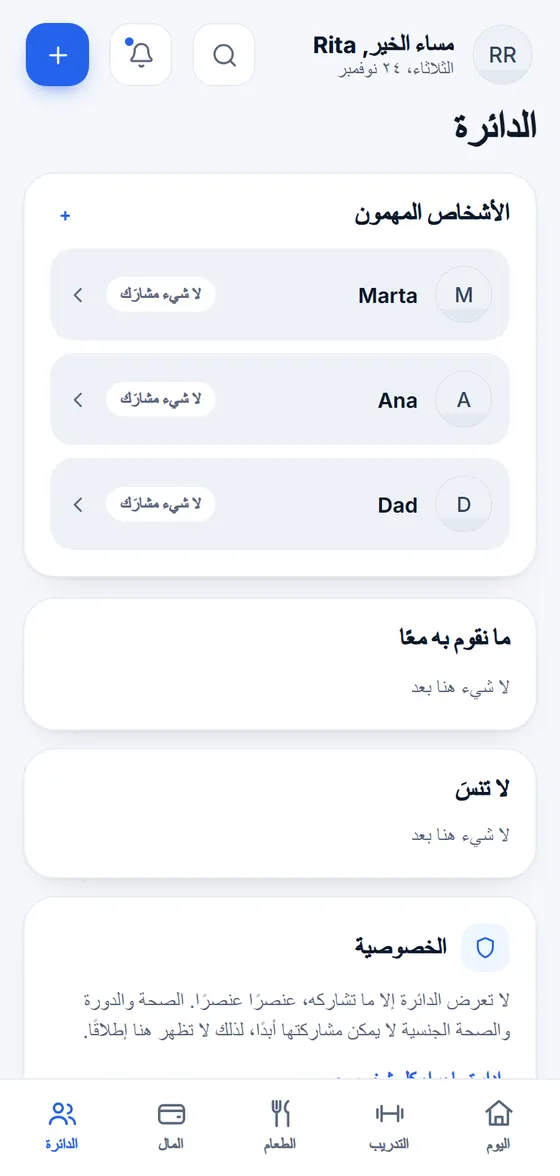 RR
مساء الخير, Rita
الثلاثاء، ٢٤ نوفمبر
الدائرة
الأشخاص المهمون
+
M
Marta
لا شيء مشارَك
A
Ana
لا شيء مشارَك
D
Dad
لا شيء مشارَك
ما نقوم به معًا
لا شيء هنا بعد
لا تنسَ
لا شيء هنا بعد
الخصوصية
لا تعرض الدائرة إلا ما تشاركه، عنصرًا عنصرًا. الصحة والدورة
والصحة الجنسية لا يمكن مشاركتها أبدًا، لذلك لا تظهر هنا إطلاقًا.
اليوم
التدريب
الطعام
المال
الدائرة